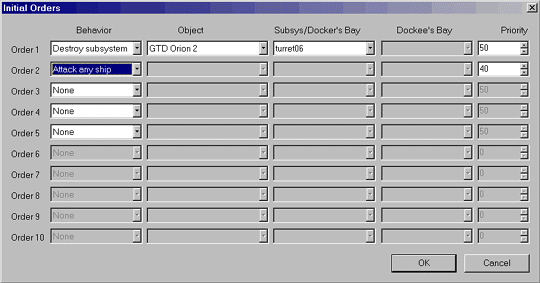 Initial Orders
Behavior Object Subsys/Docker's Bay Dockee's Bay Priority
Order 1 Destroy subsystem GTD Orion 2 turret06 50
Order 2 Attack any ship 40
Order 3 None 50
Order 4 None 50
Order 5 None 50
Order 6 None 0
Order 7 None 0
Order 8 None 0
Order 9 None 0
Order 10 None 0
OK Cancel